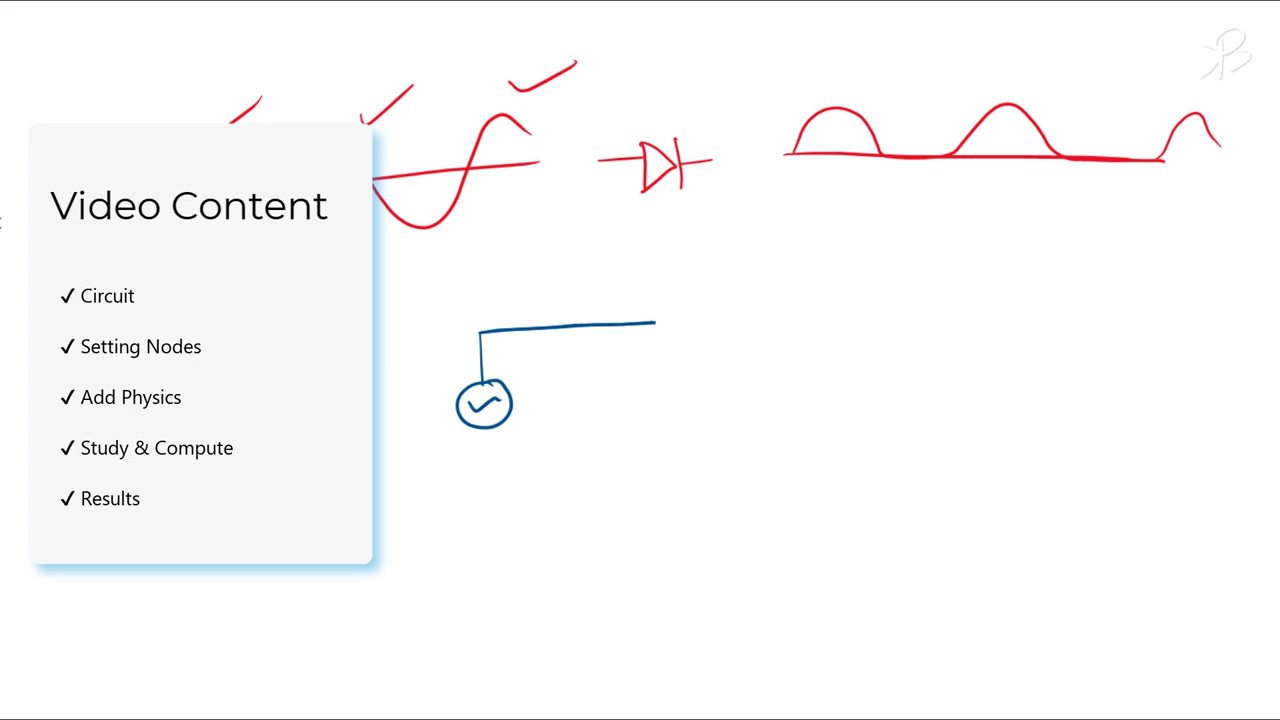 Video Content
✓ Circuit
✓ Setting Nodes
✓ Add Physics
✓ Study & Compute
✓ Results